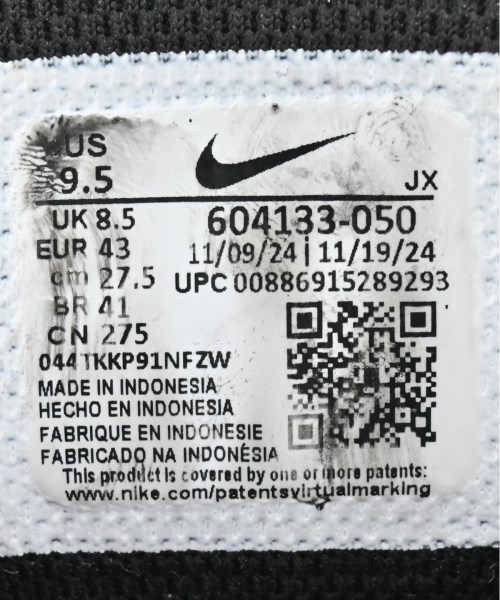 US
9.5
JX
UK 8.5
604133-050
EUR 43
11/09/24 | 11/19/24
cm 27.5
UPC 00886915289293
BR 41
CN 275
044TKKP91NFZW
MADE IN INDONESIA
HECHO EN INDONESIA
FABRIQUE EN INDONESIE
FABRICADO NA INDONÉSIA
This product is covered by one or more patents:
www.nike.com/patentsvirtualmarking